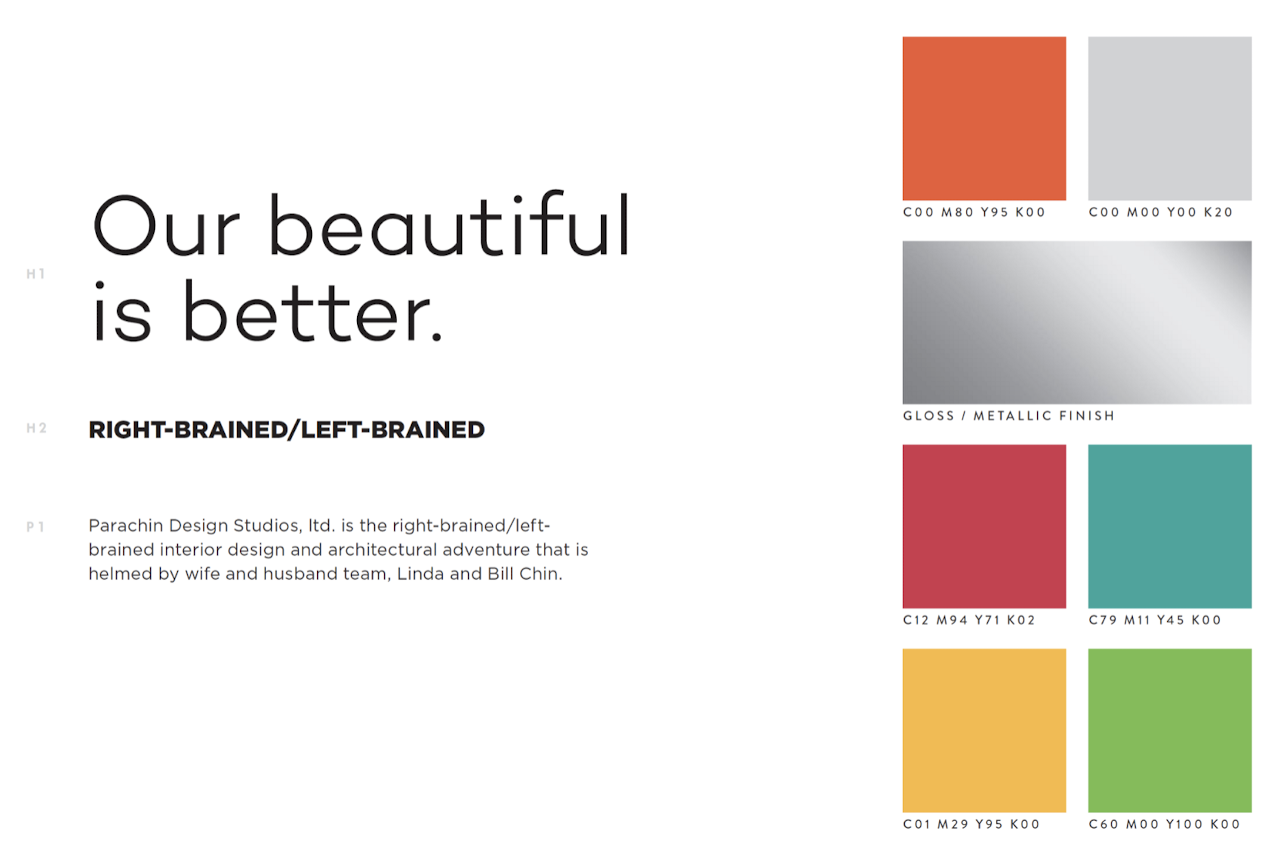 H1
Our beautiful
is better.
H2
RIGHT-BRAINED/LEFT-BRAINED
P1
Parachin Design Studios, ltd. is the right-brained/left-
brained interior design and architectural adventure that is
helmed by wife and husband team, Linda and Bill Chin.
C00 M80 Y95 K00
C00 M00 Y00 K20
GLOSS / METALLIC FINISH
C12 M94 Y71 K02
C79 M11 Y45 K00
C01 M29 Y95 K00
C60 M00 Y100 K00